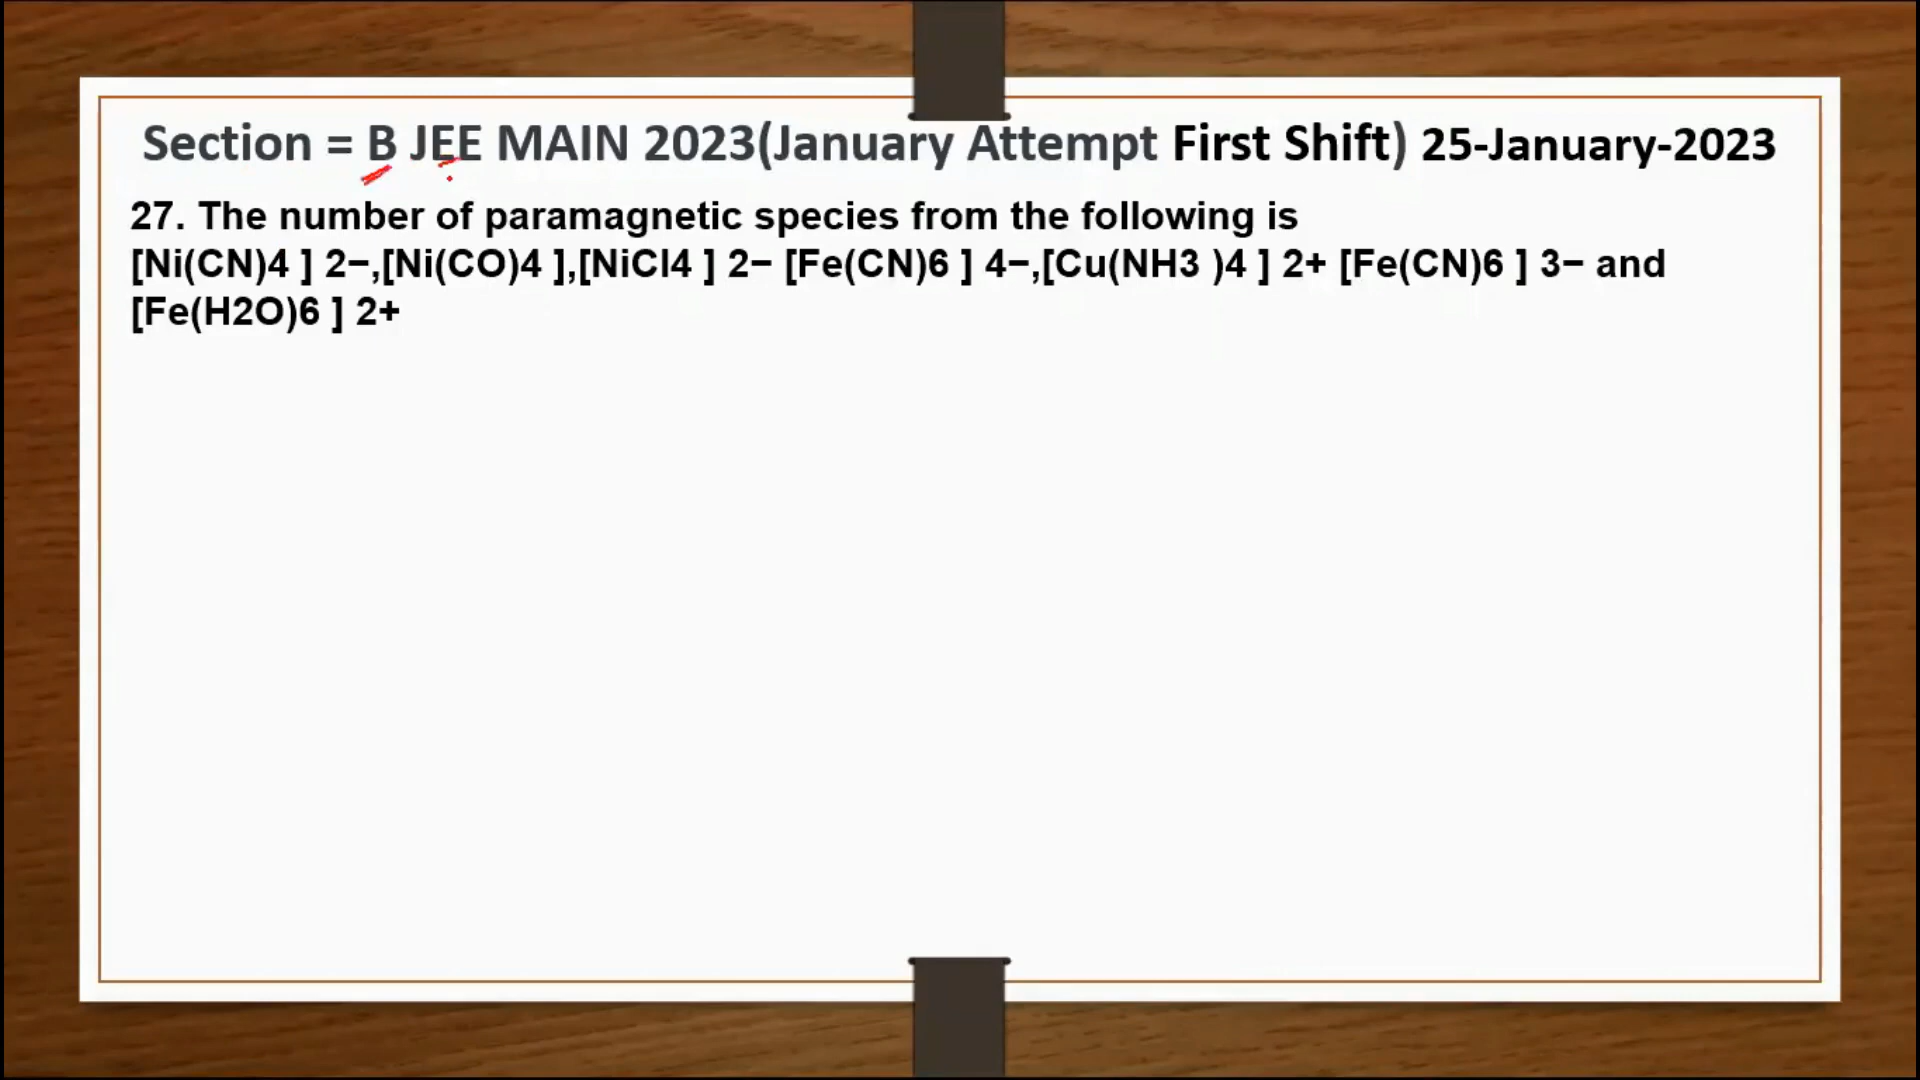 Section = B JEE MAIN 2023(January Attempt First Shift) 25-January-2023
27. The number of paramagnetic species from the following is
[Ni(CN)4 ] 2−,[Ni(CO)4 ],[NiCl4 ] 2− [Fe(CN)6 ] 4−,[Cu(NH3 )4 ] 2+ [Fe(CN)6 ] 3− and
[Fe(H2O)6 ] 2+